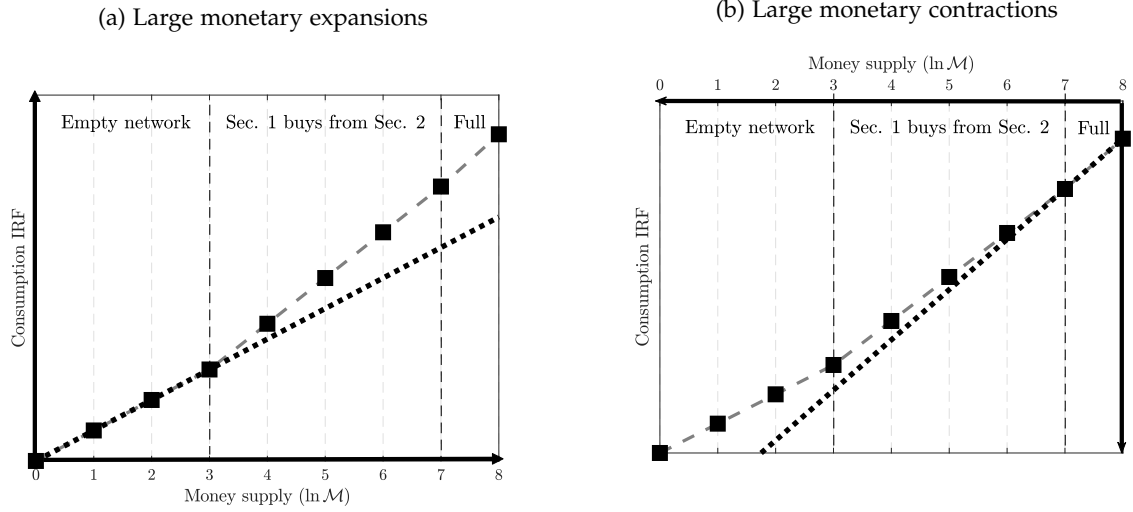 (a) Large monetary expansions
Empty network
Sec. 1 buys from Sec. 2
Full
Consumption IRF
0 1 2 3 4 5 6 7 8
Money supply (ln ℳ)
(b) Large monetary contractions
Money supply (ln ℳ)
0 1 2 3 4 5 6 7 8
Empty network
Sec. 1 buys from Sec. 2
Full
Consumption IRF